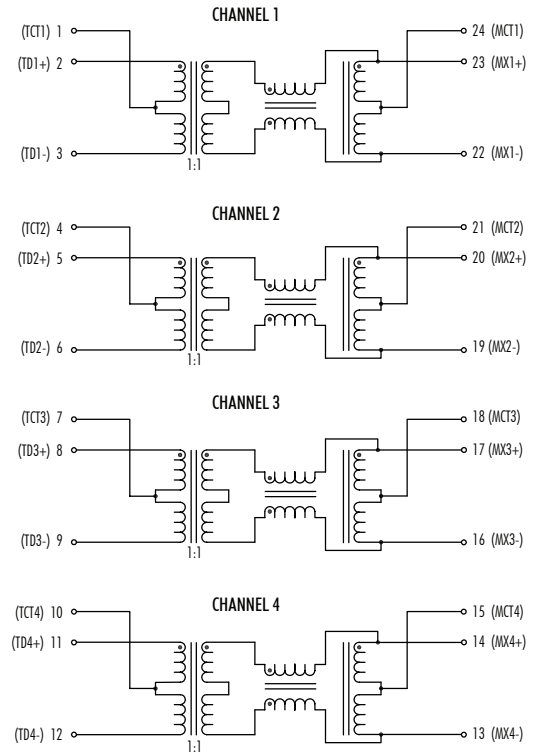 CHANNEL 1
(TCT1) 1
24 (MCT1)
(TD1+) 2
23 (MX1+)
(TD1-) 3
22 (MX1-)
1:1
CHANNEL 2
(TCT2) 4
21 (MCT2)
(TD2+) 5
20 (MX2+)
(TD2-) 6
19 (MX2-)
1:1
CHANNEL 3
(TCT3) 7
18 (MCT3)
(TD3+) 8
17 (MX3+)
(TD3-) 9
16 (MX3-)
1:1
CHANNEL 4
(TCT4) 10
15 (MCT4)
(TD4+) 11
14 (MX4+)
(TD4-) 12
13 (MX4-)
1:1